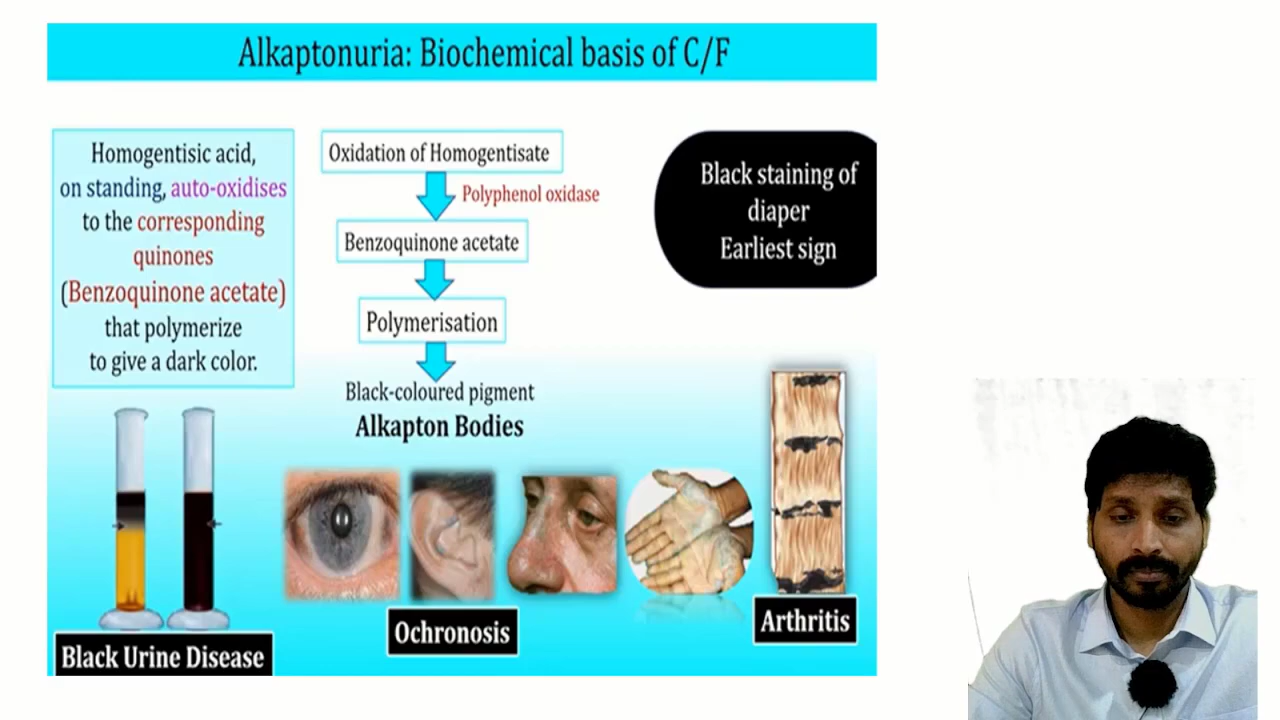 Alkaptonuria: Biochemical basis of C/F
Homogentisic acid,
on standing, auto-oxidises
to the corresponding
quinones
(Benzoquinone acetate)
that polymerize
to give a dark color.
Oxidation of Homogentisate
Polyphenol oxidase
Benzoquinone acetate
Polymerisation
Black-coloured pigment
Alkapton Bodies
Black staining of
diaper
Earliest sign
Black Urine Disease
Ochronosis
Arthritis